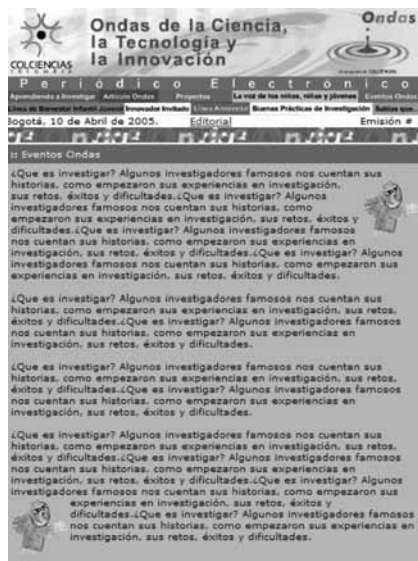 Ondas de la Ciencia,
la Tecnología y
la Innovación
Ondas
COLCIENCIAS
COLOMBIA
Periódico Electrónico
Aprendiendo a Investigar Artículo Ondas Proyectos La voz de los niños, niñas y jóvenes Eventos Ondas
Línea de Bienestar Infantil Juvenil Innovador Invitado Línea Ambiental Buenas Prácticas de Investigación Sabías que
Bogotá, 10 de Abril de 2005. Editorial Emisión #
:: Eventos Ondas
¿Que es investigar? Algunos investigadores famosos nos cuentan sus
historias, como empezaron sus experiencias en investigación,
sus retos, éxitos y dificultades.¿Que es investigar? Algunos
investigadores famosos nos cuentan sus historias, como
empezaron sus experiencias en investigación, sus retos, éxitos y
dificultades.¿Que es investigar? Algunos investigadores famosos
nos cuentan sus historias, como empezaron sus experiencias en
investigación, sus retos, éxitos y dificultades.¿Que es investigar? Algunos
investigadores famosos nos cuentan sus historias, como empezaron sus
experiencias en investigación, sus retos, éxitos y dificultades.
¿Que es investigar? Algunos investigadores famosos nos cuentan sus
historias, como empezaron sus experiencias en investigación, sus retos,
éxitos y dificultades.¿Que es investigar? Algunos investigadores famosos
nos cuentan sus historias, como empezaron sus experiencias en
investigación, sus retos, éxitos y dificultades.
¿Que es investigar? Algunos investigadores famosos nos cuentan sus
historias, como empezaron sus experiencias en investigación, sus retos,
éxitos y dificultades.¿Que es investigar? Algunos investigadores famosos
nos cuentan sus historias, como empezaron sus experiencias en
investigación, sus retos, éxitos y dificultades.
¿Que es investigar? Algunos investigadores famosos nos cuentan sus
historias, como empezaron sus experiencias en investigación, sus retos,
éxitos y dificultades.¿Que es investigar? Algunos investigadores famosos
nos cuentan sus historias, como empezaron sus experiencias en
investigación, sus retos, éxitos y dificultades.¿Que es investigar? Algunos
investigadores famosos nos cuentan sus historias, como empezaron sus
experiencias en investigación, sus retos, éxitos y
dificultades.¿Que es investigar? Algunos investigadores famosos
nos cuentan sus historias, como empezaron sus experiencias en
investigación, sus retos, éxitos y dificultades.